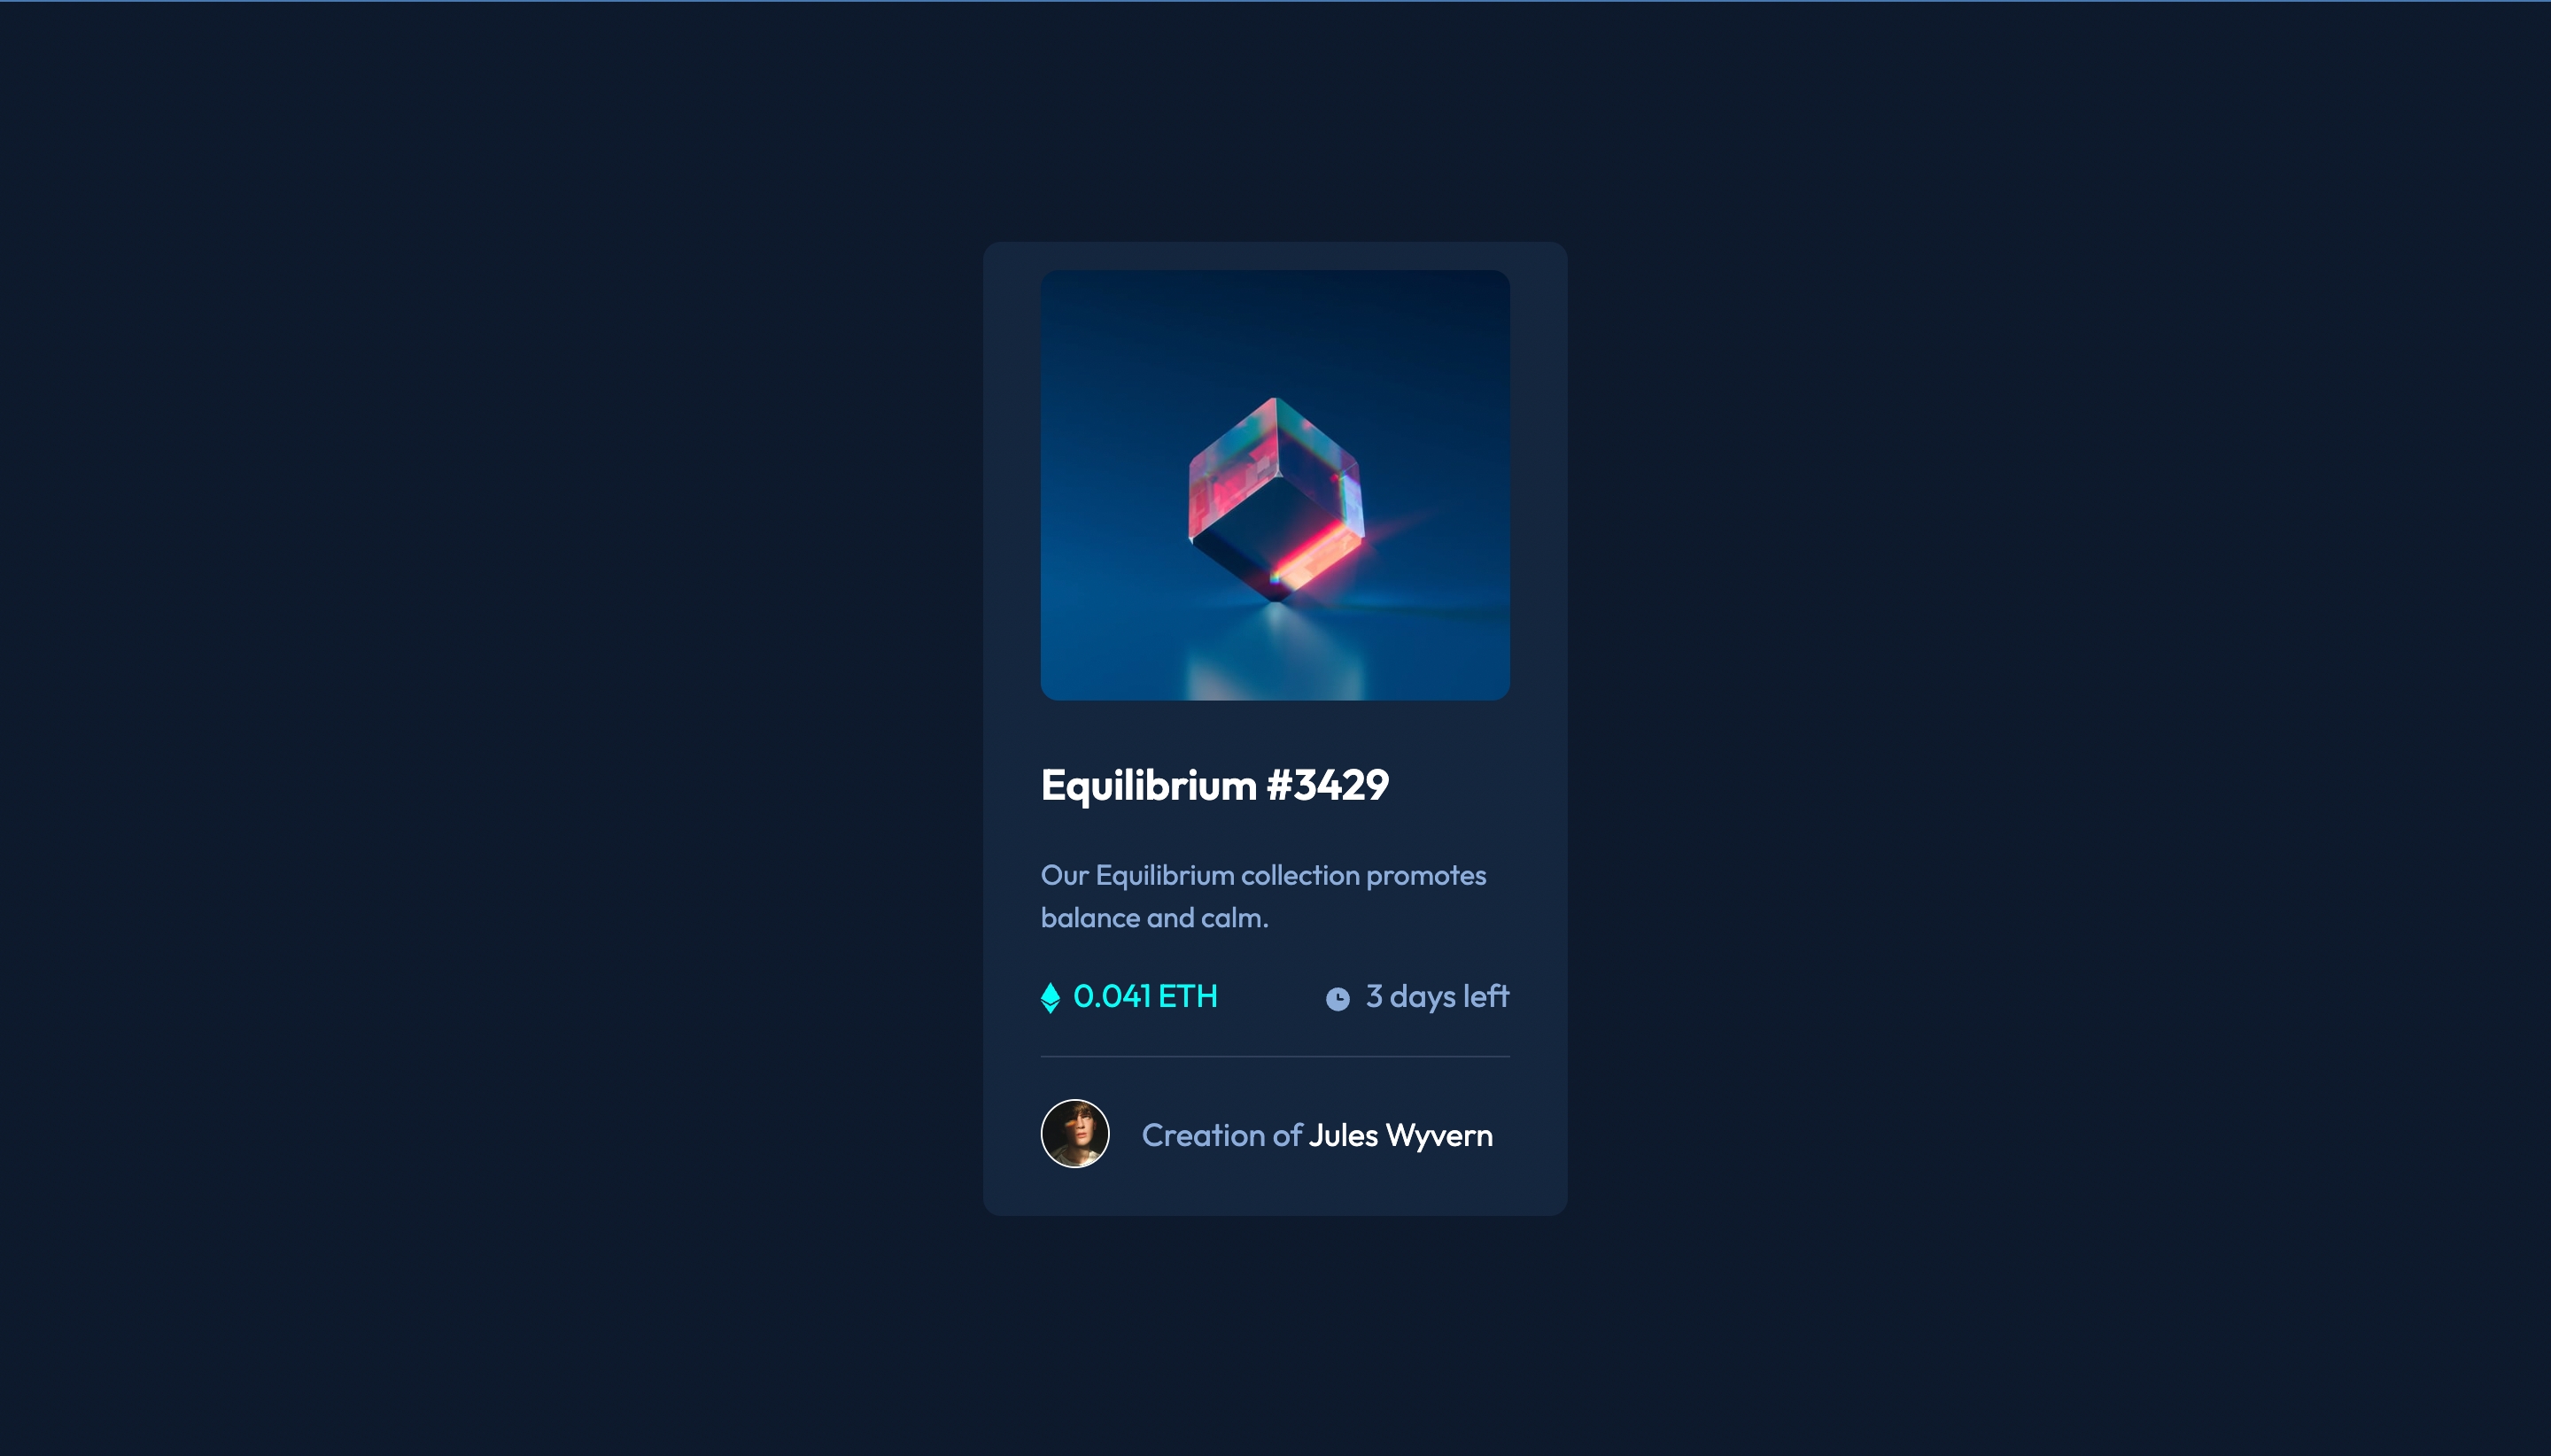 Equilibrium #3429
Our Equilibrium collection promotes
balance and calm.
0.041 ETH
3 days left
Creation of Jules Wyvern